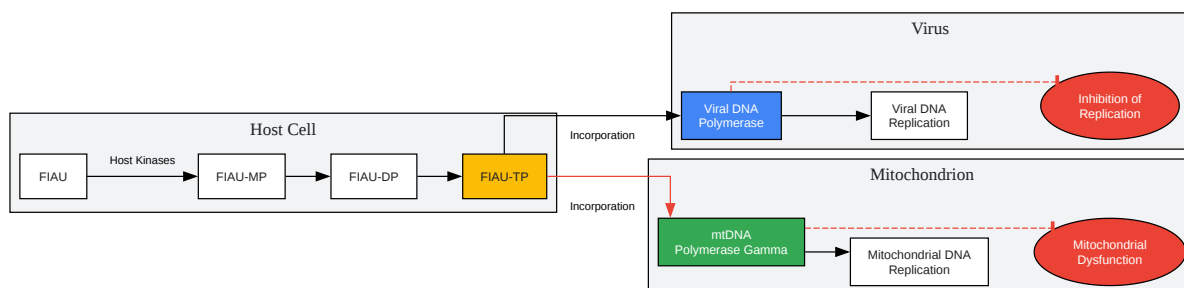 Virus
Viral DNA
Polymerase
Viral DNA
Replication
Inhibition of
Replication
Host Cell
FIAU
Host Kinases
FIAU-MP
FIAU-DP
FIAU-TP
Incorporation
Incorporation
Mitochondrion
mtDNA
Polymerase Gamma
Mitochondrial DNA
Replication
Mitochondrial
Dysfunction